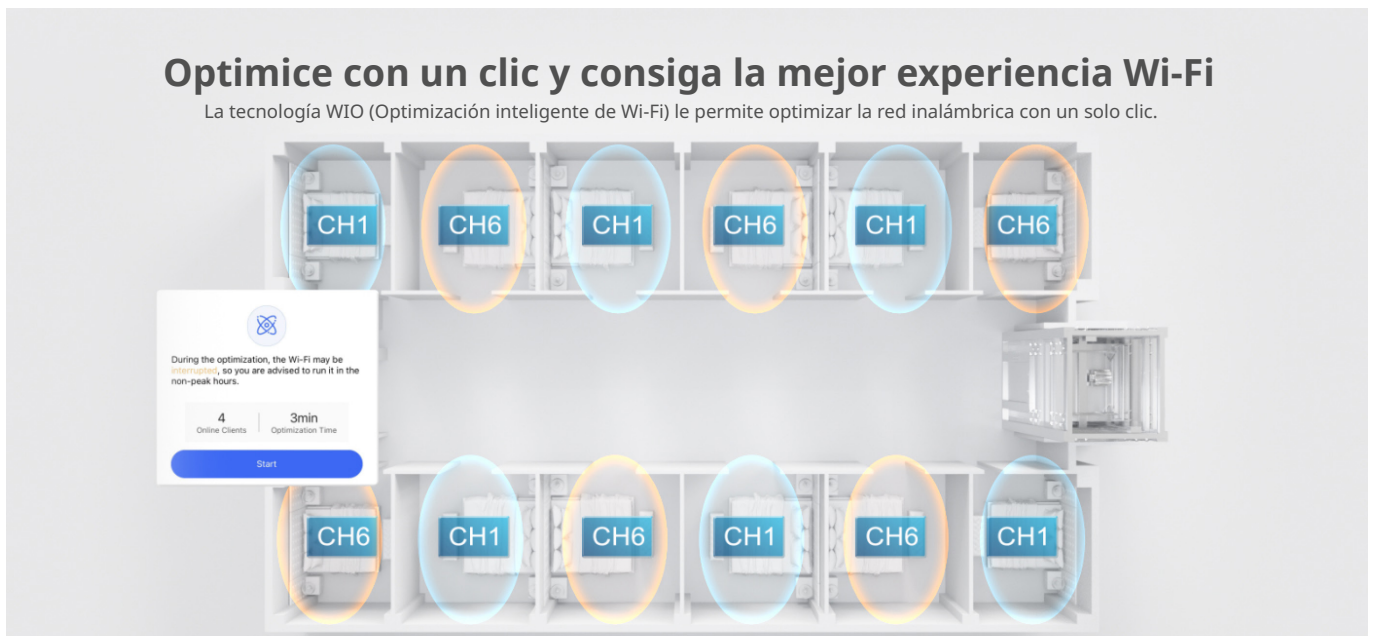 Optimice con un clic y consiga la mejor experiencia Wi-Fi
La tecnología WIO (Optimización inteligente de Wi-Fi) le permite optimizar la red inalámbrica con un solo clic.
CH1 CH6 CH1 CH6 CH1 CH6
During the optimization, the Wi-Fi may be
interrupted, so you are advised to run it in the
non-peak hours.
4 3min
Online Clients Optimization Time
Start
CH6 CH1 CH6 CH1 CH6 CH1